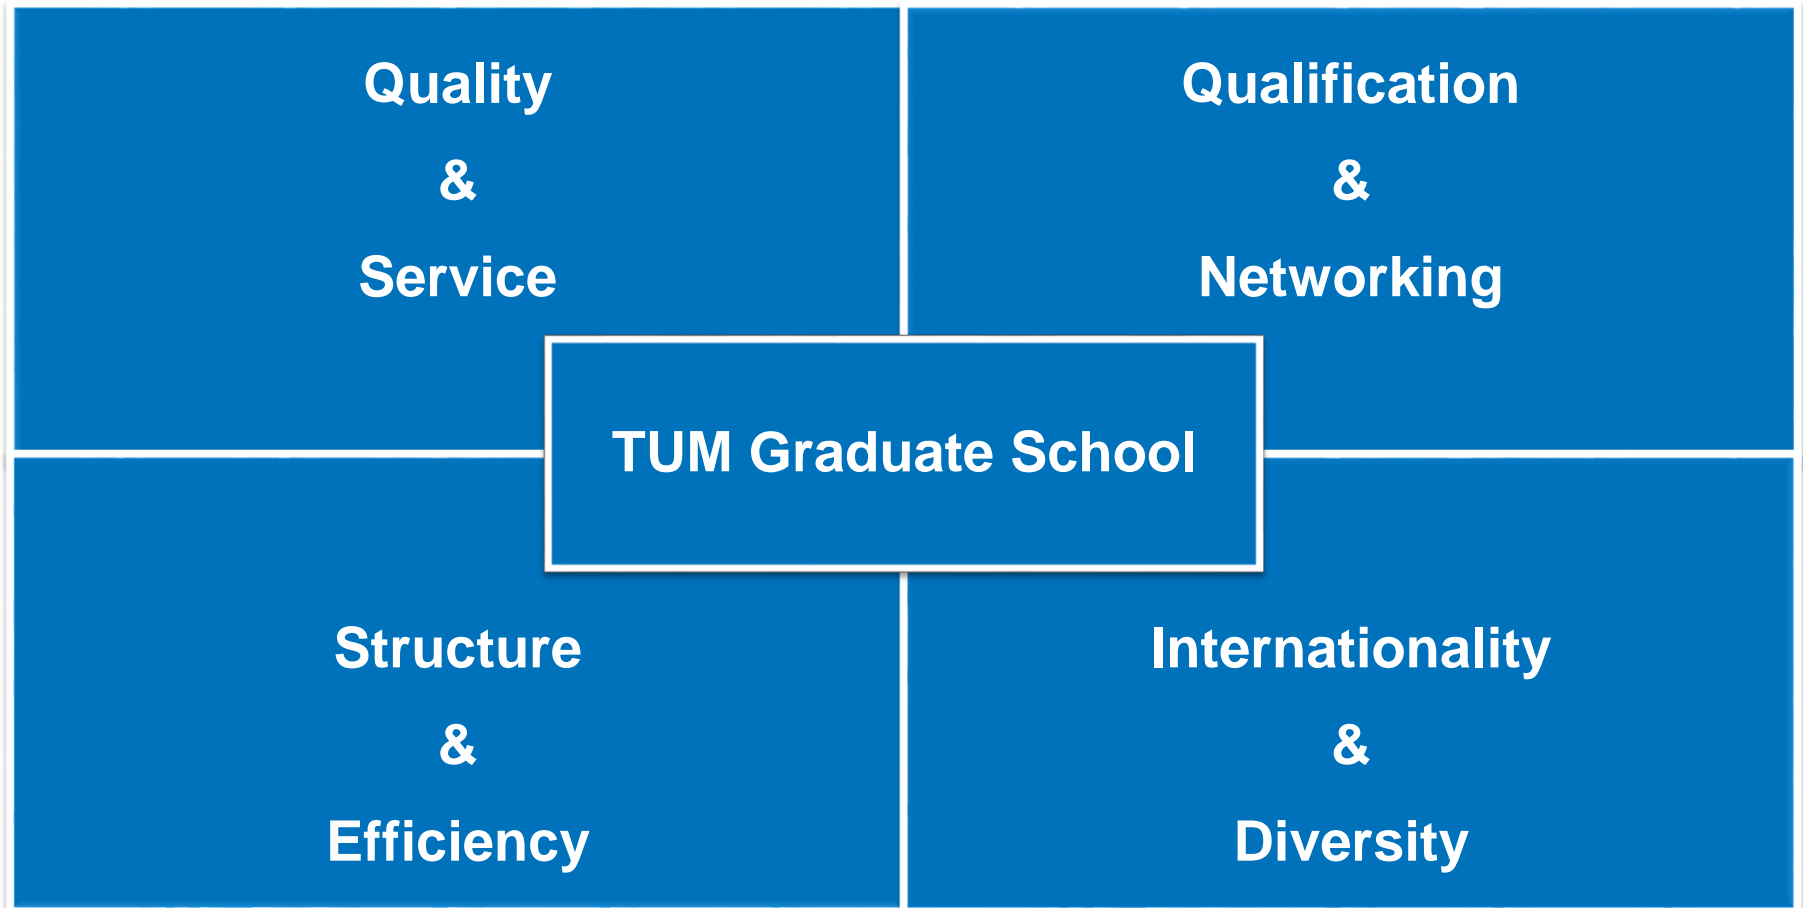 Quality
&
Service
Qualification
&
Networking
TUM Graduate School
Structure
&
Efficiency
Internationality
&
Diversity